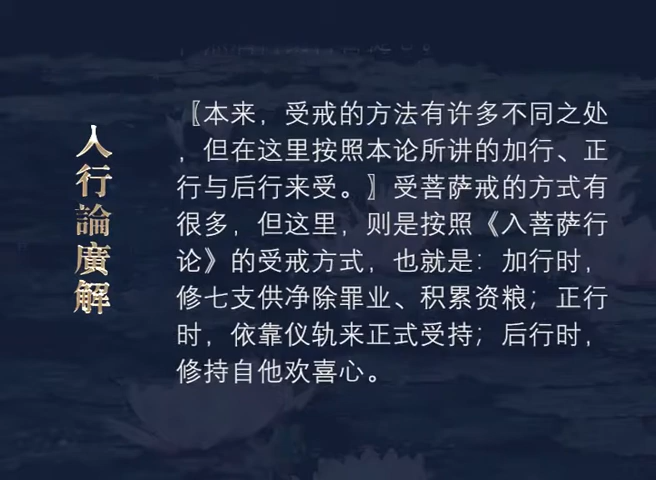 入行論廣解
〖本来，受戒的方法有许多不同之处
，但在这里按照本论所讲的加行、正
行与后行来受。〗受菩萨戒的方式有
很多，但这里，则是按照《入菩萨行
论》的受戒方式，也就是：加行时，
修七支供净除罪业、积累资粮；正行
时，依靠仪轨来正式受持；后行时，
修持自他欢喜心。